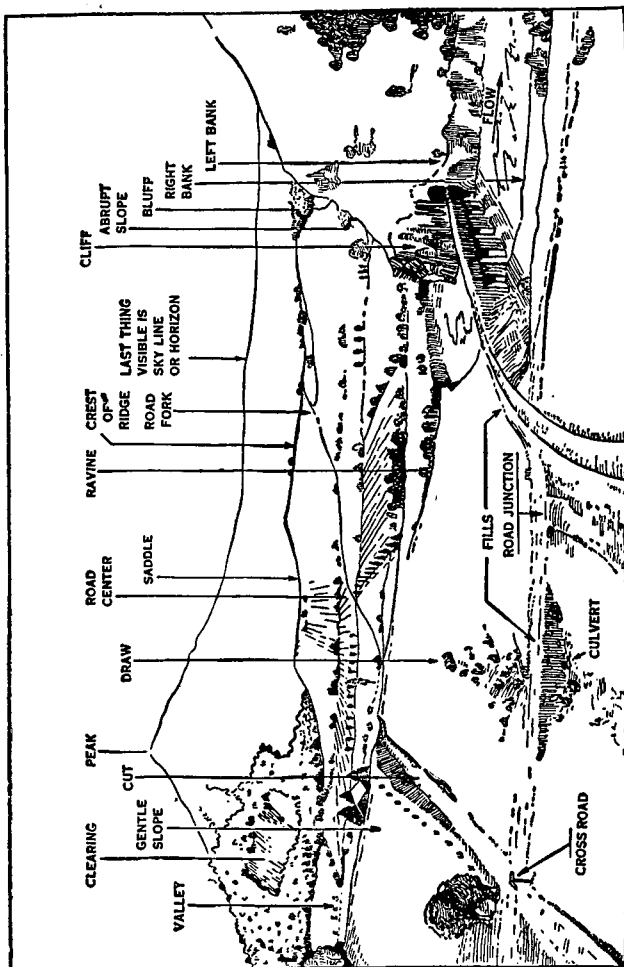 CLEARING
GENTLE
SLOPE
VALLEY
PEAK
CUT
DRAW
ROAD
CENTER
SADDLE
RAVINE
CREST
OF
RIDGE
ROAD
FORK
LAST THING
VISIBLE IS
SKY LINE
OR HORIZON
CLIFF
ABRUPT
SLOPE
BLUFF
RIGHT
BANK
LEFT BANK
FLOW
FILLS
ROAD JUNCTION
CULVERT
CROSS ROAD